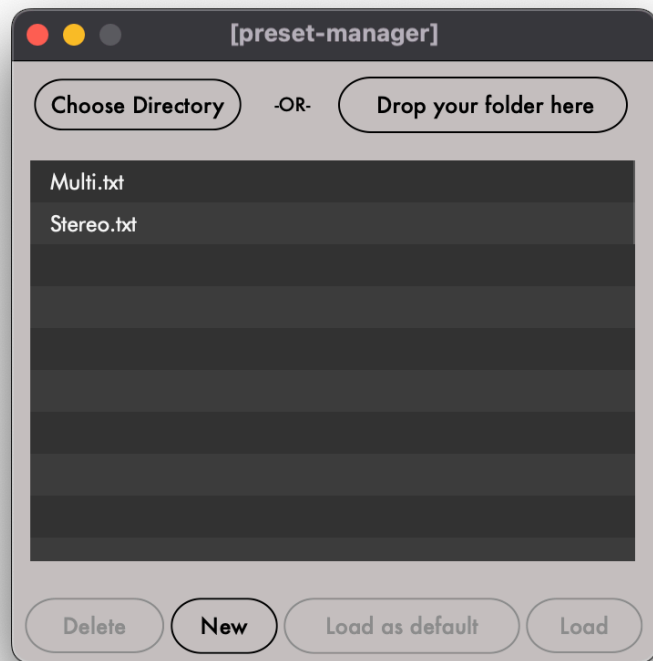 [preset-manager]
Choose Directory -OR- Drop your folder here
Multi.txt
Stereo.txt
Delete New Load as default Load